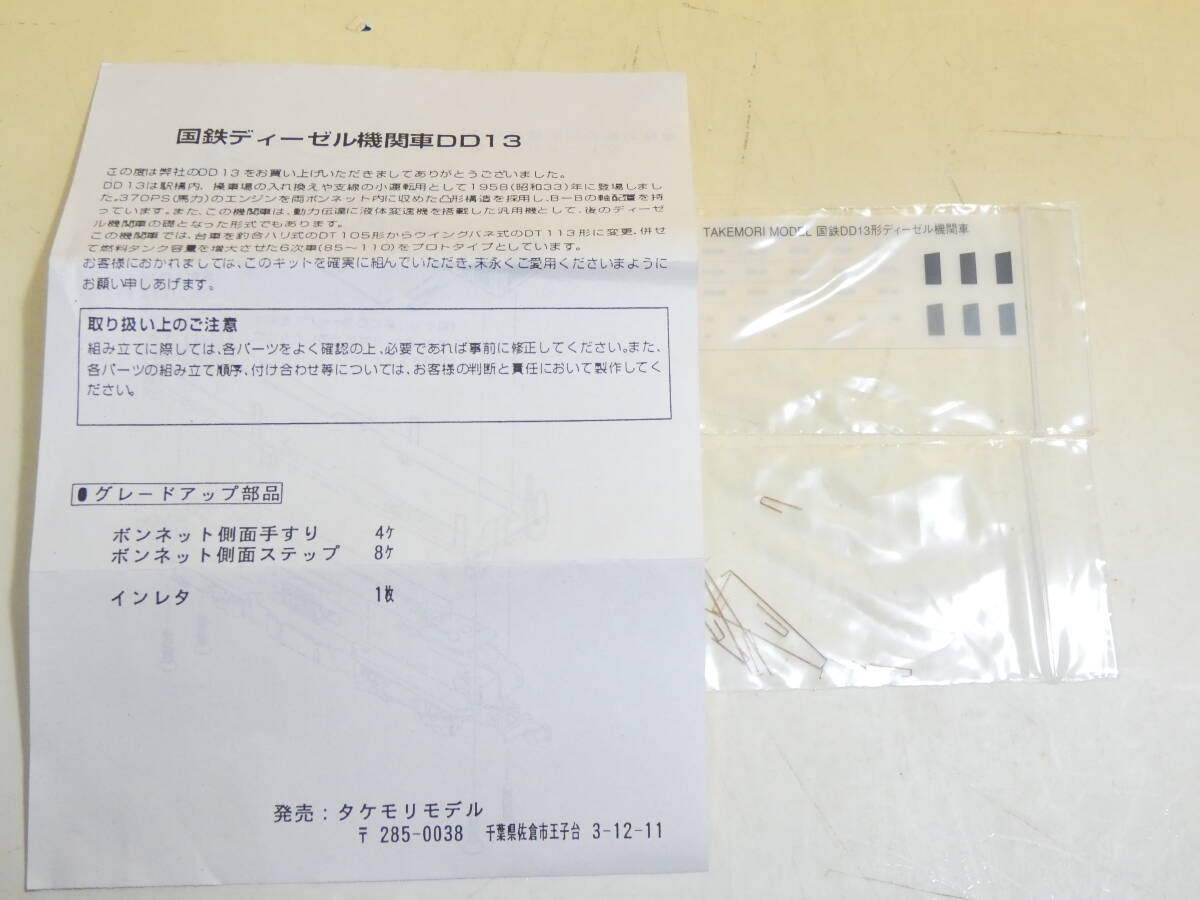 国鉄ディーゼル機関車DD13
この度は弊社のDD13をお買い上げいただきましてありがとうございました。
DD13は駅構内、操車場の入れ換えや支線の小運転用として1958(昭和33)年に登場しまし
た。370PS(馬力)のエンジンを両ボンネット内に収めた凸形構造を採用し、B－Bの軸配置を持
っています。また、この機関車は、動力伝達に液体変速機を搭載した汎用機として、後のディーゼ
ル機関車の礎となった形式でもあります。
この機関車では、台車を釣合ハリ式のDT105形からウイングバネ式のDT113形に変更、併せ
て燃料タンク容量を増大させた6次車(85～110)をプロトタイプとしています。
お客様におかれましては、このキットを確実に組んでいただき、末永くご愛用くださいまように
お願い申しあげます。
取り扱い上のご注意
組み立てに際しては、各パーツをよく確認の上、必要であれば事前に修正してください。また、
各パーツの組み立て順序、付け合わせ等については、お客様の判断と責任において製作してく
ださい。
●グレードアップ部品
ボンネット側面手すり 4ケ
ボンネット側面ステップ 8ケ
インレタ 1枚
発売：タケモリモデル
〒 285-0038 千葉県佐倉市王子台 3-12-11
TAKEMORI MODEL 国鉄DD13形ディーゼル機関車